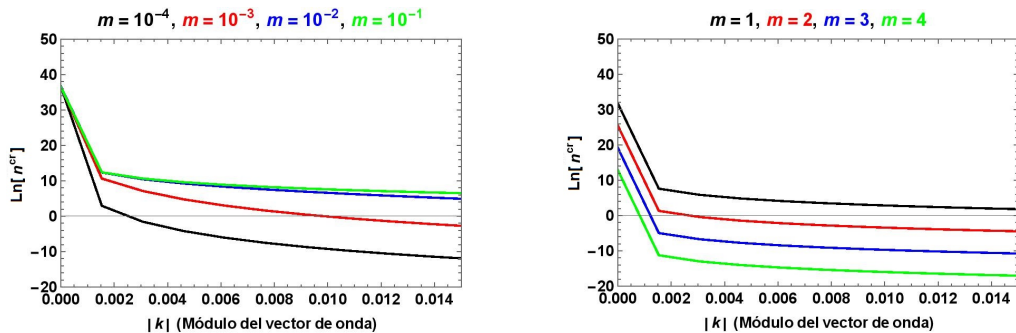 m = 10⁻⁴, m = 10⁻³, m = 10⁻², m = 10⁻¹
50
40
30
20
10
0
−10
−20
Ln[ n^cr ]
0.000 0.002 0.004 0.006 0.008 0.010 0.012 0.014
| k | (Módulo del vector de onda)
m = 1, m = 2, m = 3, m = 4
50
40
30
20
10
0
−10
−20
Ln[ n^cr ]
0.000 0.002 0.004 0.006 0.008 0.010 0.012 0.014
| k | (Módulo del vector de onda)